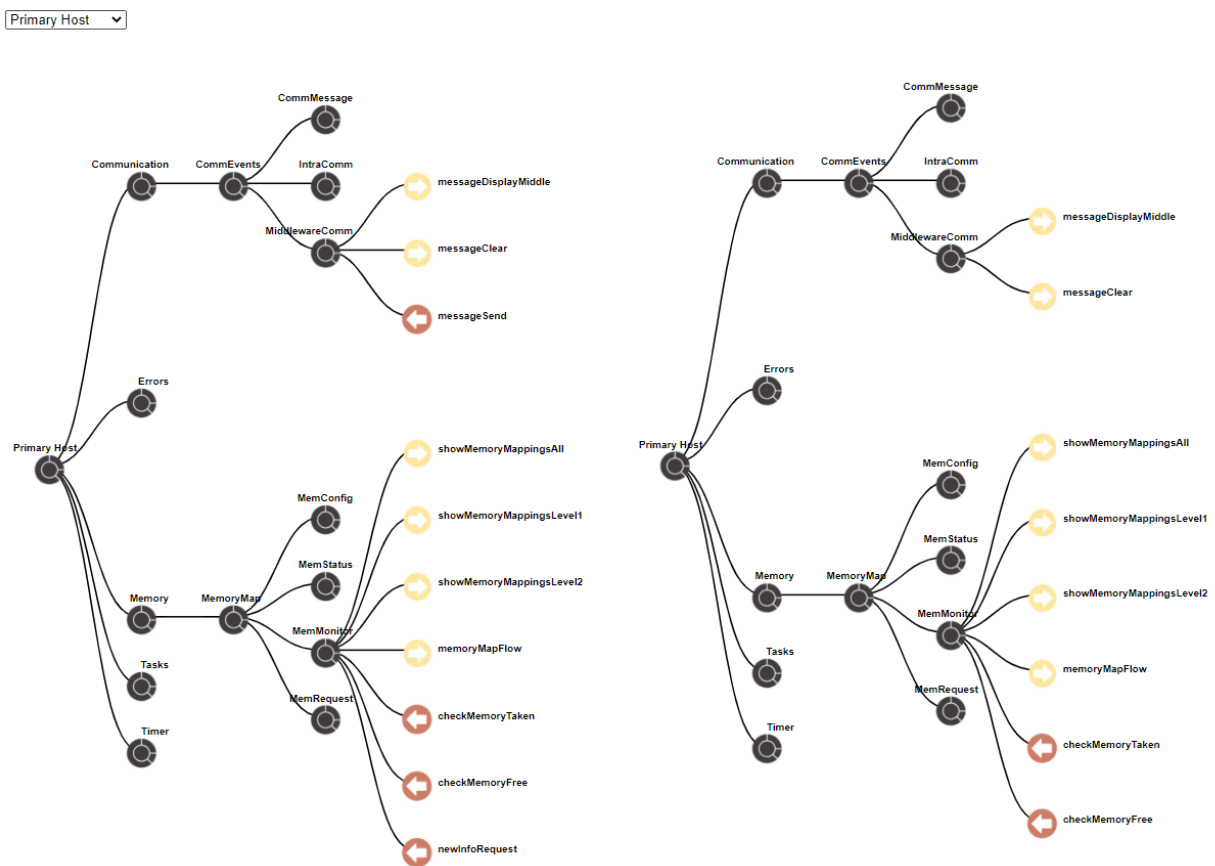 Primary Host
CommMessage
Communication
CommEvents
IntraComm
messageDisplayMiddle
MiddlewareComm
messageClear
messageSend
Errors
Primary Host
showMemoryMappingsAll
MemConfig
showMemoryMappingsLevel1
MemStatus
showMemoryMappingsLevel2
Memory
MemoryMap
MemMonitor
memoryMapFlow
Tasks
MemRequest
checkMemoryTaken
Timer
checkMemoryFree
newInfoRequest
CommMessage
Communication
CommEvents
IntraComm
messageDisplayMiddle
MiddlewareComm
messageClear
Errors
Primary Host
showMemoryMappingsAll
MemConfig
showMemoryMappingsLevel1
MemStatus
showMemoryMappingsLevel2
Memory
MemoryMap
MemMonitor
Tasks
memoryMapFlow
MemRequest
Timer
checkMemoryTaken
checkMemoryFree